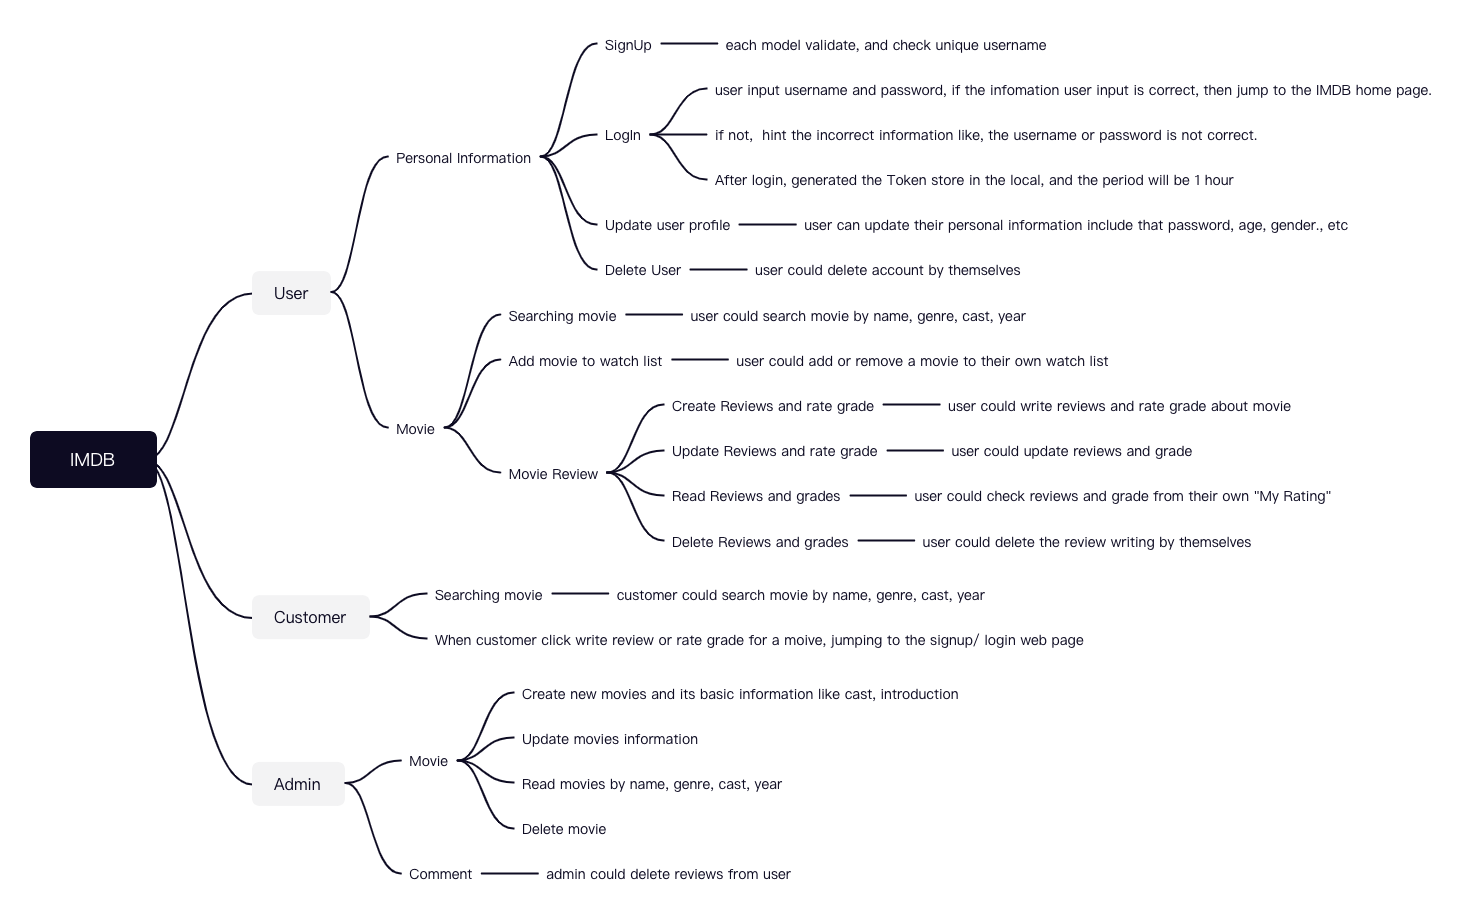 IMDB
User
Personal Information
SignUp
each model validate, and check unique username
LogIn
user input username and password, if the infomation user input is correct, then jump to the IMDB home page.
if not,  hint the incorrect information like, the username or password is not correct.
After login, generated the Token store in the local, and the period will be 1 hour
Update user profile
user can update their personal information include that password, age, gender., etc
Delete User
user could delete account by themselves
Movie
Searching movie
user could search movie by name, genre, cast, year
Add movie to watch list
user could add or remove a movie to their own watch list
Movie Review
Create Reviews and rate grade
user could write reviews and rate grade about movie
Update Reviews and rate grade
user could update reviews and grade
Read Reviews and grades
user could check reviews and grade from their own "My Rating"
Delete Reviews and grades
user could delete the review writing by themselves
Customer
Searching movie
customer could search movie by name, genre, cast, year
When customer click write review or rate grade for a moive, jumping to the signup/ login web page
Admin
Movie
Create new movies and its basic information like cast, introduction
Update movies information
Read movies by name, genre, cast, year
Delete movie
Comment
admin could delete reviews from user